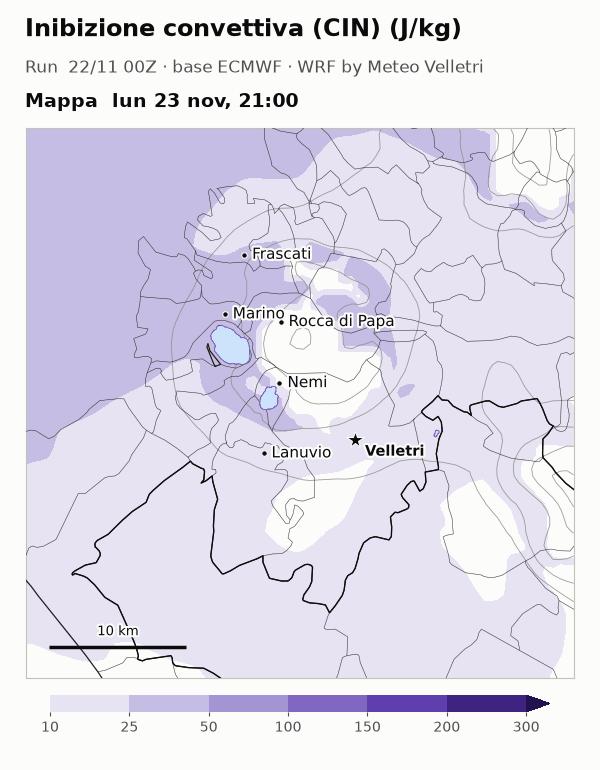 Inibizione convettiva (CIN) (J/kg)
Run  22/11 00Z · base ECMWF · WRF by Meteo Velletri
Mappa  lun 23 nov, 21:00
Frascati
Marino
Rocca di Papa
Nemi
Velletri
Lanuvio
10 km
10 25 50 100 150 200 300